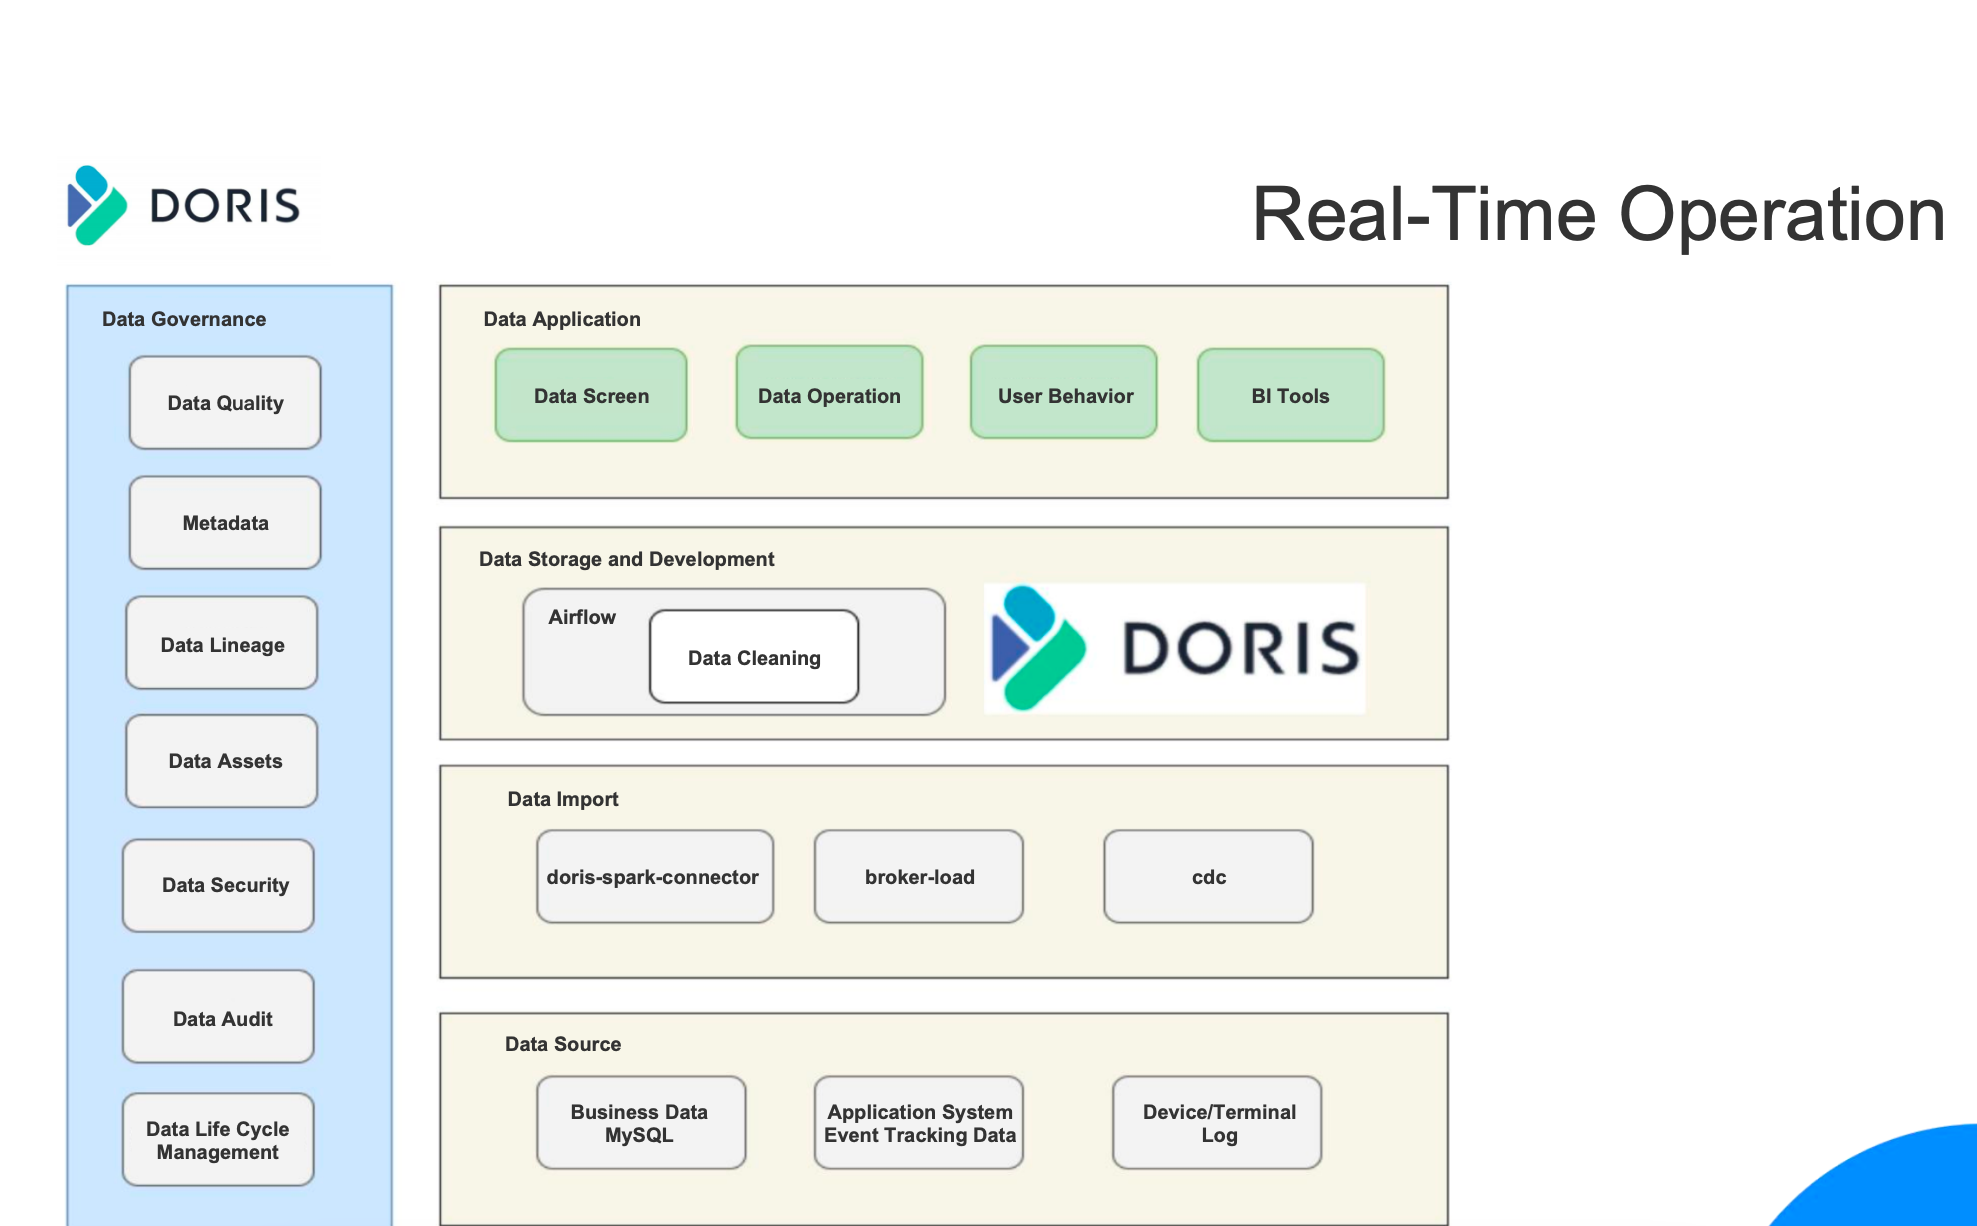 DORIS
Real-Time Operation
Data Governance
Data Quality
Metadata
Data Lineage
Data Assets
Data Security
Data Audit
Data Life Cycle
Management
Data Application
Data Screen
Data Operation
User Behavior
BI Tools
Data Storage and Development
Airflow
Data Cleaning
DORIS
Data Import
doris-spark-connector
broker-load
cdc
Data Source
Business Data
MySQL
Application System
Event Tracking Data
Device/Terminal
Log